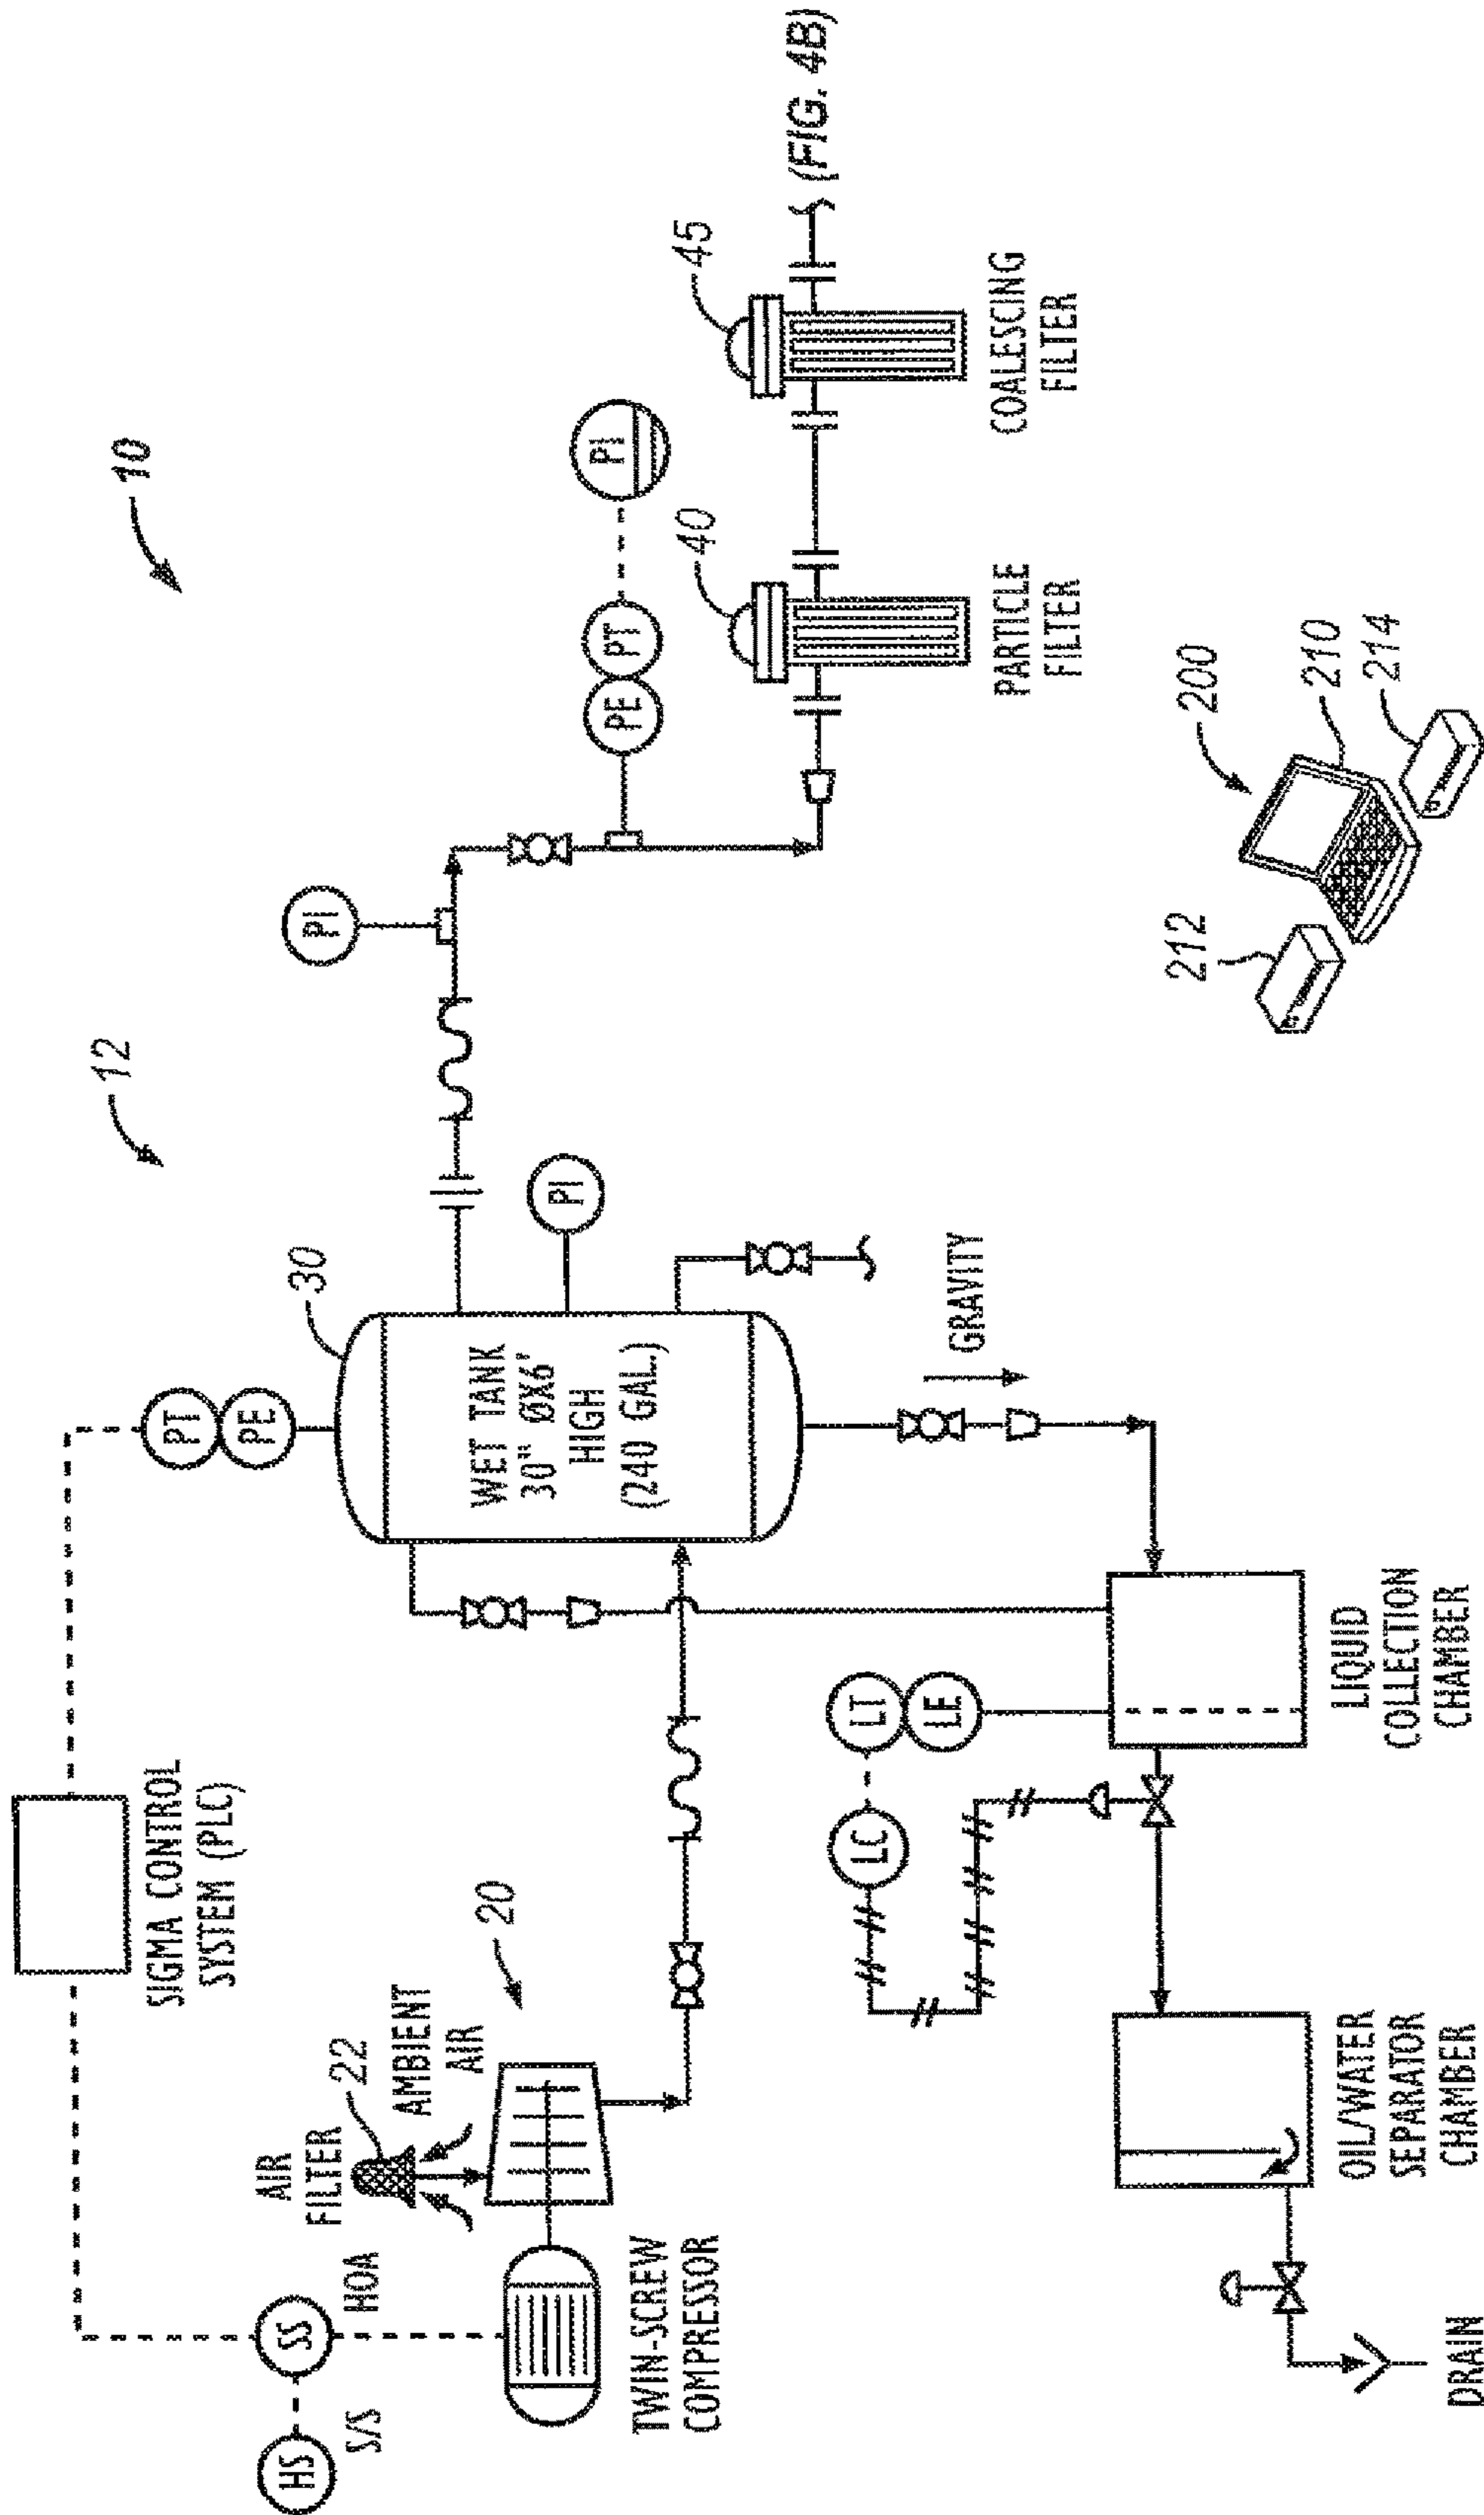 10
12
SIGMA CONTROL
SYSTEM (PLC)
HS
S/S
SS
HOA
AIR
FILTER
22
AMBIENT
AIR
20
TWIN-SCREW
COMPRESSOR
PT
PE
30
WET TANK
30" ØX6'
HIGH
(240 GAL.)
PI
PI
PE
PT
PI
40
PARTICLE
FILTER
45
COALESCING
FILTER
(FIG. 4B)
GRAVITY
LT
LE
LC
LIQUID
COLLECTION
CHAMBER
OIL/WATER
SEPARATOR
CHAMBER
DRAIN
200
210
212
214